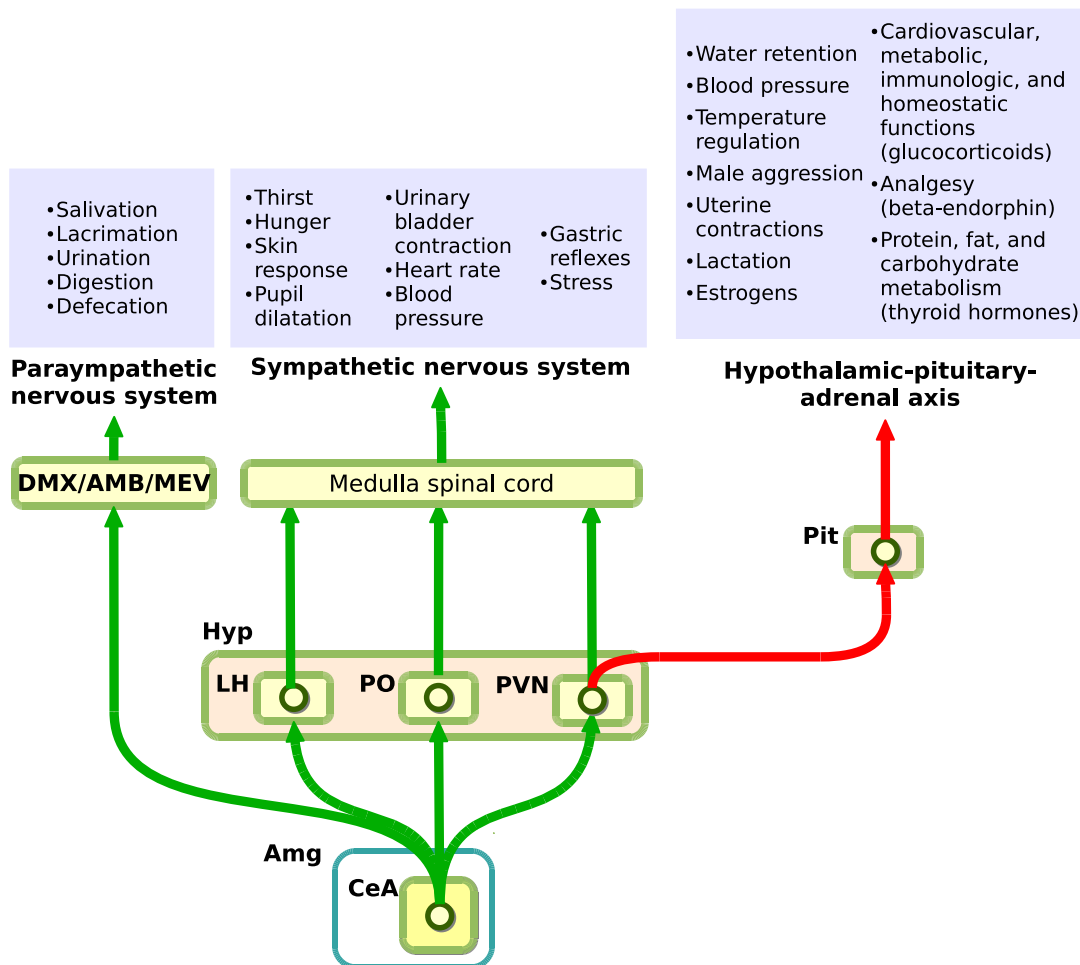 •Salivation
•Lacrimation
•Urination
•Digestion
•Defecation
Paraympathetic
nervous system
•Thirst
•Hunger
•Skin
response
•Pupil
dilatation
•Urinary
bladder
contraction
•Heart rate
•Blood
pressure
•Gastric
reflexes
•Stress
Sympathetic nervous system
•Water retention
•Blood pressure
•Temperature
regulation
•Male aggression
•Uterine
contractions
•Lactation
•Estrogens
•Cardiovascular,
metabolic,
immunologic, and
homeostatic
functions
(glucocorticoids)
•Analgesy
(beta-endorphin)
•Protein, fat, and
carbohydrate
metabolism
(thyroid hormones)
Hypothalamic-pituitary-
adrenal axis
DMX/AMB/MEV
Medulla spinal cord
Pit
Hyp
LH
PO
PVN
Amg
CeA